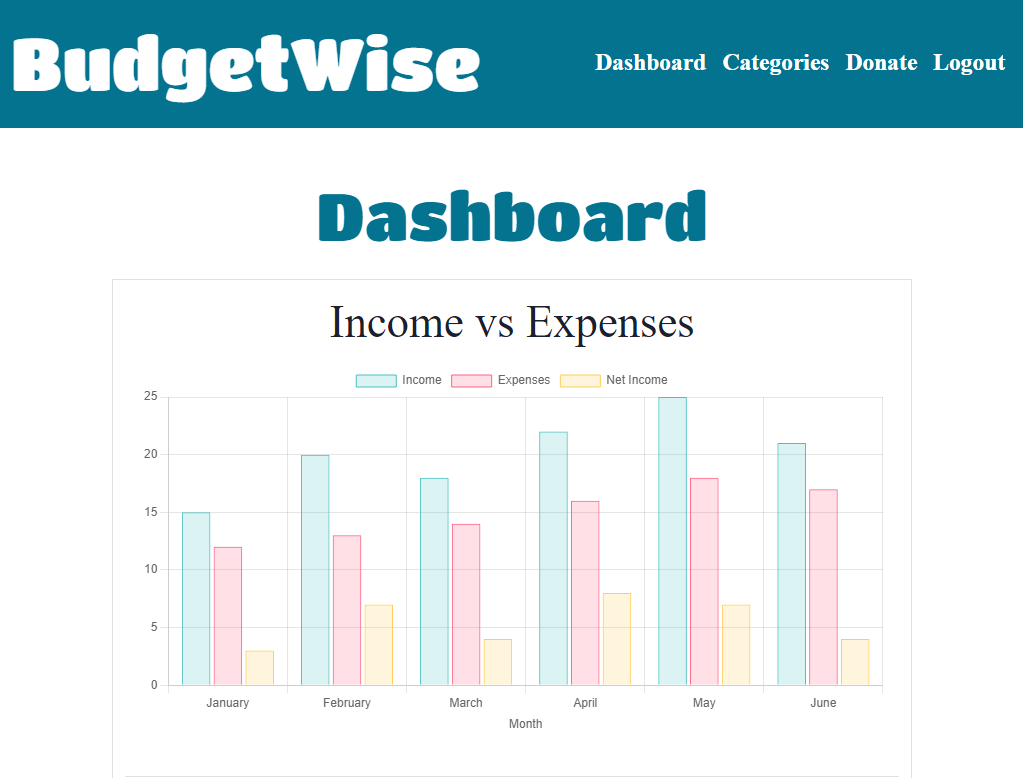 BudgetWise
Dashboard Categories Donate Logout
Dashboard
Income vs Expenses
Income Expenses Net Income
25
20
15
10
5
0
January February March April May June
Month